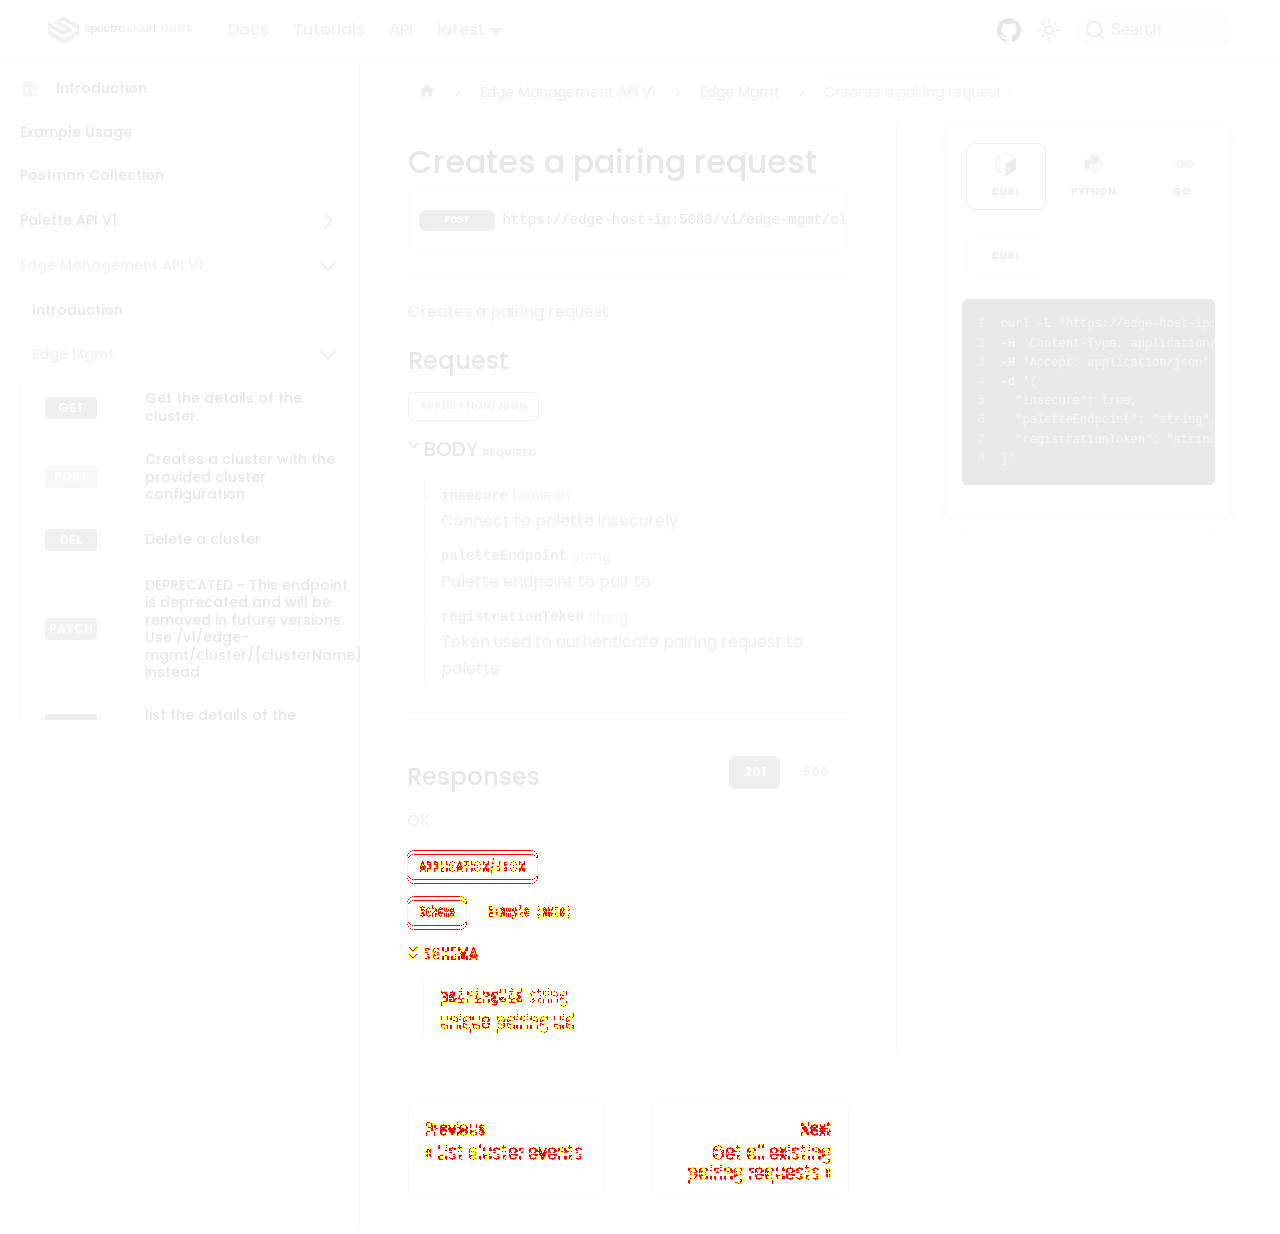 spectro cloud DOCS Docs Tutorials API latest Search
Introduction
Example Usage
Postman Collection
Palette API V1
Edge Management API V1
Introduction
Edge Mgmt
GET Get the details of the
cluster.
POST Creates a cluster with the
provided cluster
configuration
DEL Delete a cluster
PATCH DEPRECATED - This endpoint
is deprecated and will be
removed in future versions.
Use /v1/edge-
mgmt/cluster/{clusterName}
instead
list the details of the
Edge Management API V1 Edge Mgmt Creates a pairing request
Creates a pairing request
POST https://edge-host-ip:5080/v1/edge-mgmt/cl
Creates a pairing request
Request
APPLICATION/JSON
BODY REQUIRED
insecure boolean
Connect to palette insecurely
paletteEndpoint string
Palette endpoint to pair to
registrationToken string
Token used to authenticate pairing request to
palette
Responses 201 500
OK
APPLICATION/JSON
Schema Example (auto)
SCHEMA
pairingUid string
unique pairing uid
Previous
« List cluster events
Next
Get all existing
pairing requests »
CURL PYTHON GO
CURL
1 curl -L 'https://edge-host-ip:
2 -H 'Content-Type: application/
3 -H 'Accept: application/json'
4 -d '{
5 "insecure": true,
6 "paletteEndpoint": "string",
7 "registrationToken": "string
8 }'